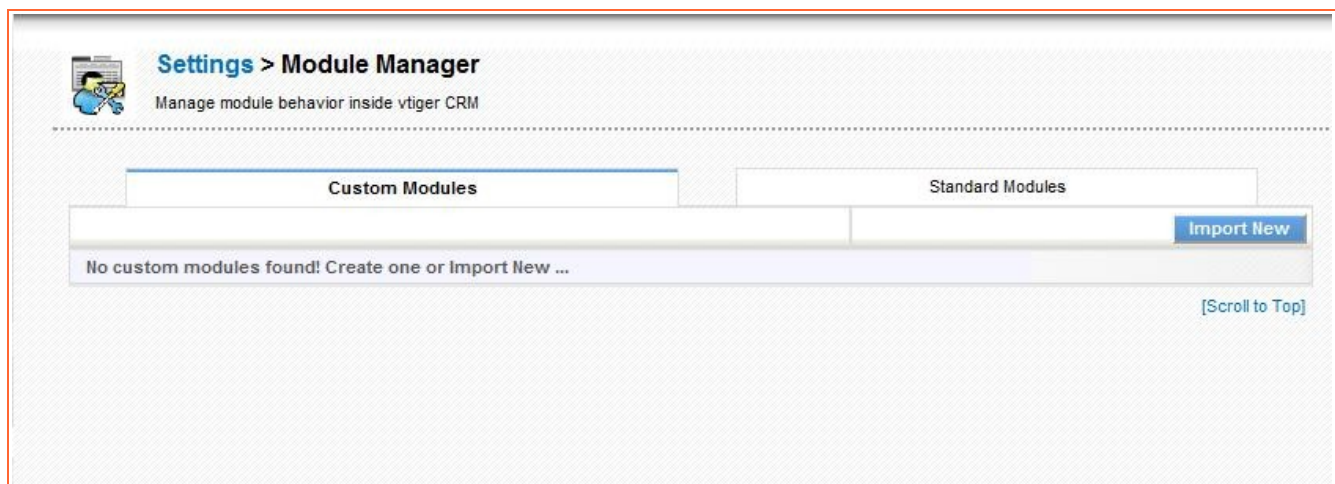 Settings > Module Manager
Manage module behavior inside vtiger CRM
Custom Modules
Standard Modules
Import New
No custom modules found! Create one or Import New ...
[Scroll to Top]